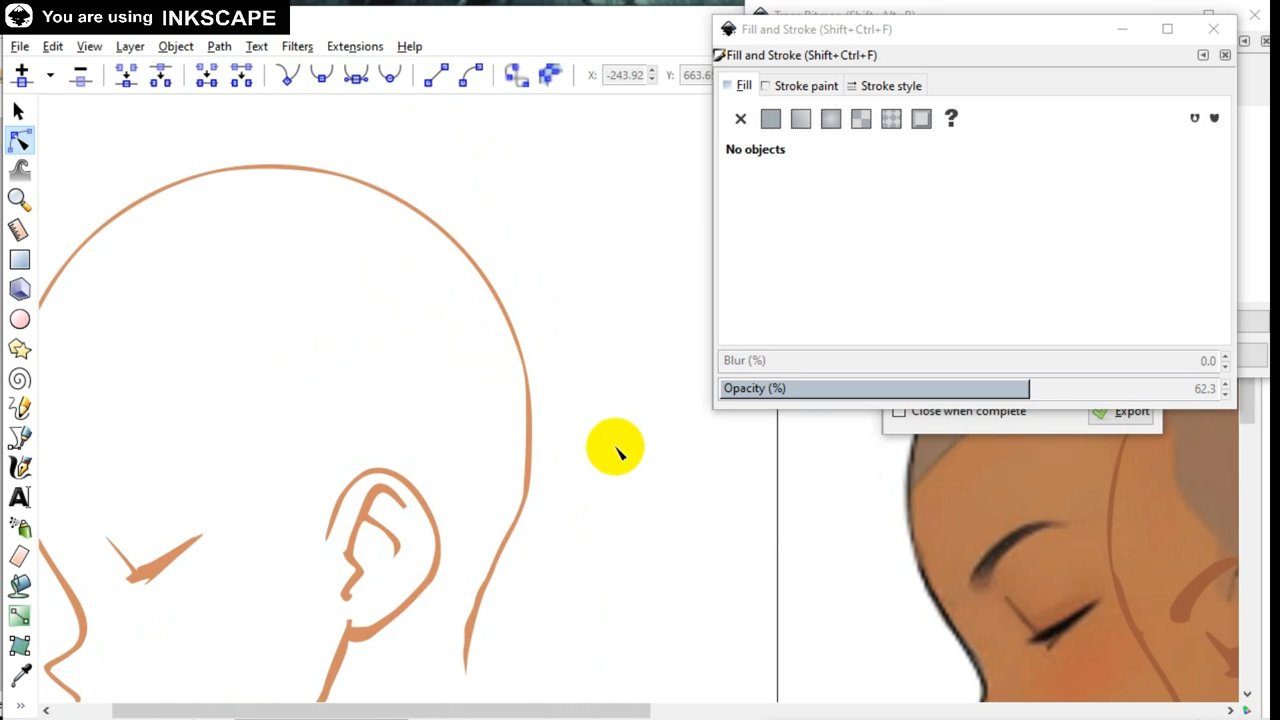 You are using INKSCAPE
File Edit View Layer Object Path Text Filters Extensions Help
X: -243.92 Y:
Fill and Stroke (Shift+Ctrl+F)
Fill and Stroke (Shift+Ctrl+F)
Fill Stroke paint Stroke style
?
No objects
Blur (%) 0.0
Opacity (%) 62.3
Close when complete Export